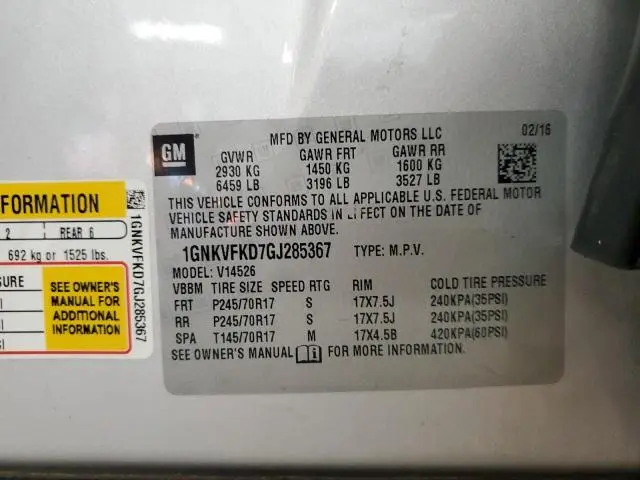 FORMATION
2 REAR 6
692 kg or 1525 lbs.
SURE
SEE OWNER'S
MANUAL FOR
ADDITIONAL
INFORMATION
1GNKVFKD7GJ285367
GM
MFD BY GENERAL MOTORS LLC 02/16
GVWR GAWR FRT GAWR RR
2930 KG 1450 KG 1600 KG
6459 LB 3196 LB 3527 LB
THIS VEHICLE CONFORMS TO ALL APPLICABLE U.S. FEDERAL MOTOR
VEHICLE SAFETY STANDARDS IN EFFECT ON THE DATE OF
MANUFACTURE SHOWN ABOVE.
1GNKVFKD7GJ285367 TYPE: M.P.V.
MODEL: V14526
VBBM TIRE SIZE SPEED RTG RIM COLD TIRE PRESSURE
FRT P245/70R17 S 17X7.5J 240KPA(35PSI)
RR P245/70R17 S 17X7.5J 240KPA(35PSI)
SPA T145/70R17 M 17X4.5B 420KPA(60PSI)
SEE OWNER'S MANUAL FOR MORE INFORMATION.